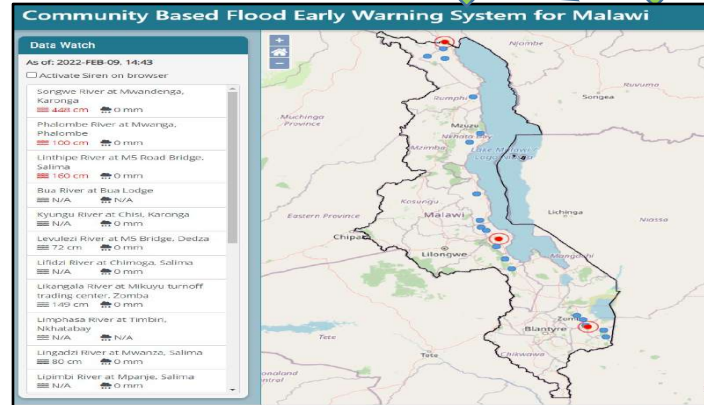 Community Based Flood Early Warning System for Malawi
Data Watch
As of: 2022-FEB-09, 14:43
Activate Siren on browser
Songwe River at Mwandenga,
Karonga
448 cm 0 mm
Phalombe River at Mwanga,
Phalombe
100 cm 0 mm
Linthipe River at M5 Road Bridge,
Salima
160 cm 0 mm
Bua River at Bua Lodge
N/A N/A
Kyungu River at Chisi, Karonga
N/A 0 mm
Levulezi River at M5 Bridge, Dedza
72 cm 0 mm
Lifidzi River at Chimoga, Salima
N/A 0 mm
Likangala River at Mikuyu turnoff
trading center, Zomba
149 cm 0 mm
Limphasa River at Timbin,
Nkhatabay
N/A N/A
Lingadzi River at Mwanza, Salima
80 cm 0 mm
Lipimbi River at Mpanje, Salima
N/A 0 mm
+
−
Njombe
Ruvuma
Rumphi
Songea
Muchinga
Province
Mzuzu
Nkhata Bay
Mzimba
Lake Malawi
Kasungu
Eastern Province
Malawi
Lichinga
Niassa
Lilongwe
Mangochi
Blantyre
Tete
Tete
Chikwawa